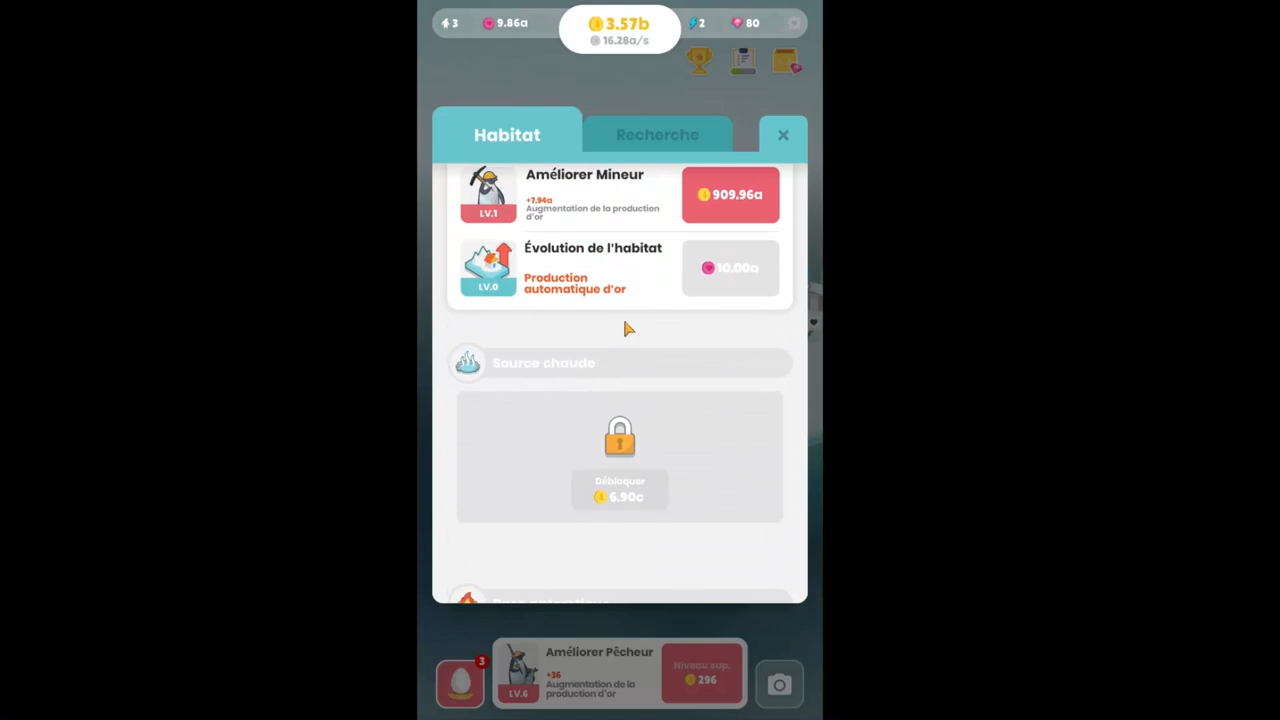 3
9.86a
3.57b
16.28a/s
2
80
Habitat
Recherche
Améliorer Mineur
+7.94a
Augmentation de la production
d'or
LV.1
909.96a
Évolution de l'habitat
Production
automatique d'or
LV.0
10.00a
Source chaude
Débloquer
6.90c
3
Améliorer Pêcheur
+36
Augmentation de la
production d'or
LV.6
Niveau sup.
296